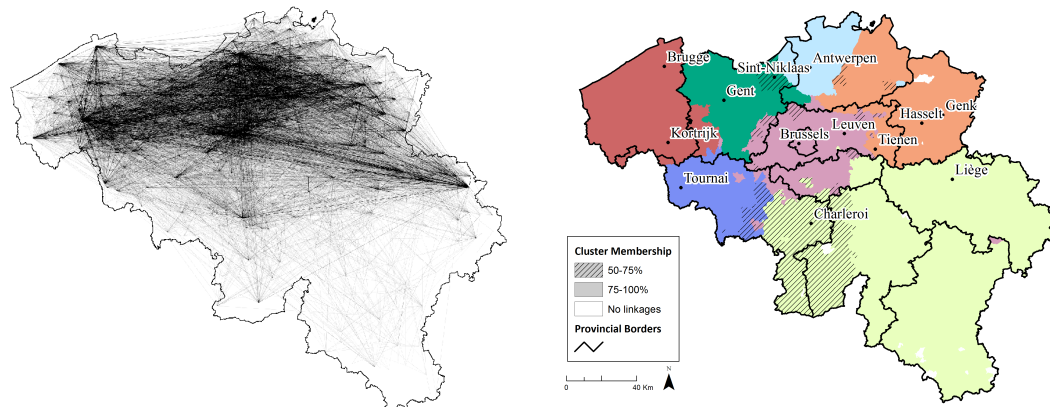 Brugge
Antwerpen
Sint-Niklaas
Gent
Genk
Hasselt
Leuven
Kortrijk
Brussels
Tienen
Tournai
Liège
Charleroi
Cluster Membership
50-75%
75-100%
No linkages
Provincial Borders
0 40 Km
N